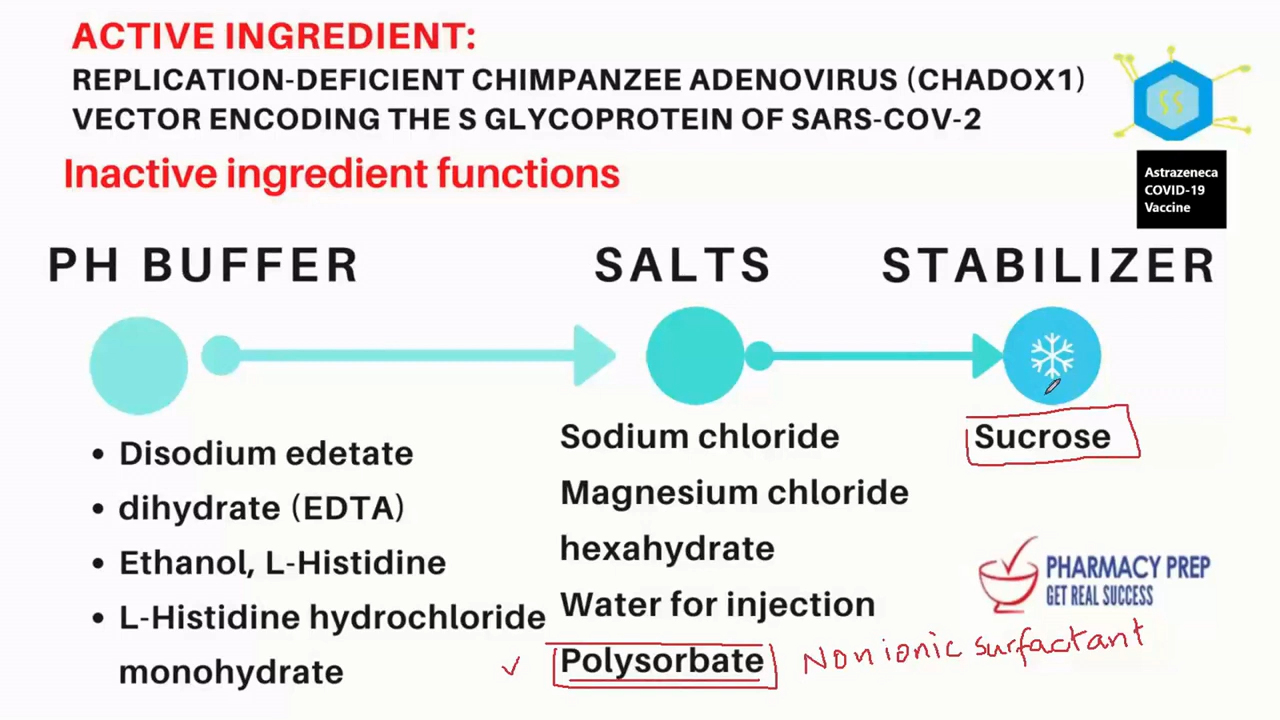 ACTIVE INGREDIENT:
REPLICATION-DEFICIENT CHIMPANZEE ADENOVIRUS (CHADOX1)
VECTOR ENCODING THE S GLYCOPROTEIN OF SARS-COV-2
Inactive ingredient functions
Astrazeneca
COVID-19
Vaccine
PH BUFFER
• Disodium edetate
• dihydrate (EDTA)
• Ethanol, L-Histidine
• L-Histidine hydrochloride
monohydrate
SALTS
Sodium chloride
Magnesium chloride
hexahydrate
Water for injection
Polysorbate
Nonionic surfactant
STABILIZER
Sucrose
PHARMACY PREP
GET REAL SUCCESS